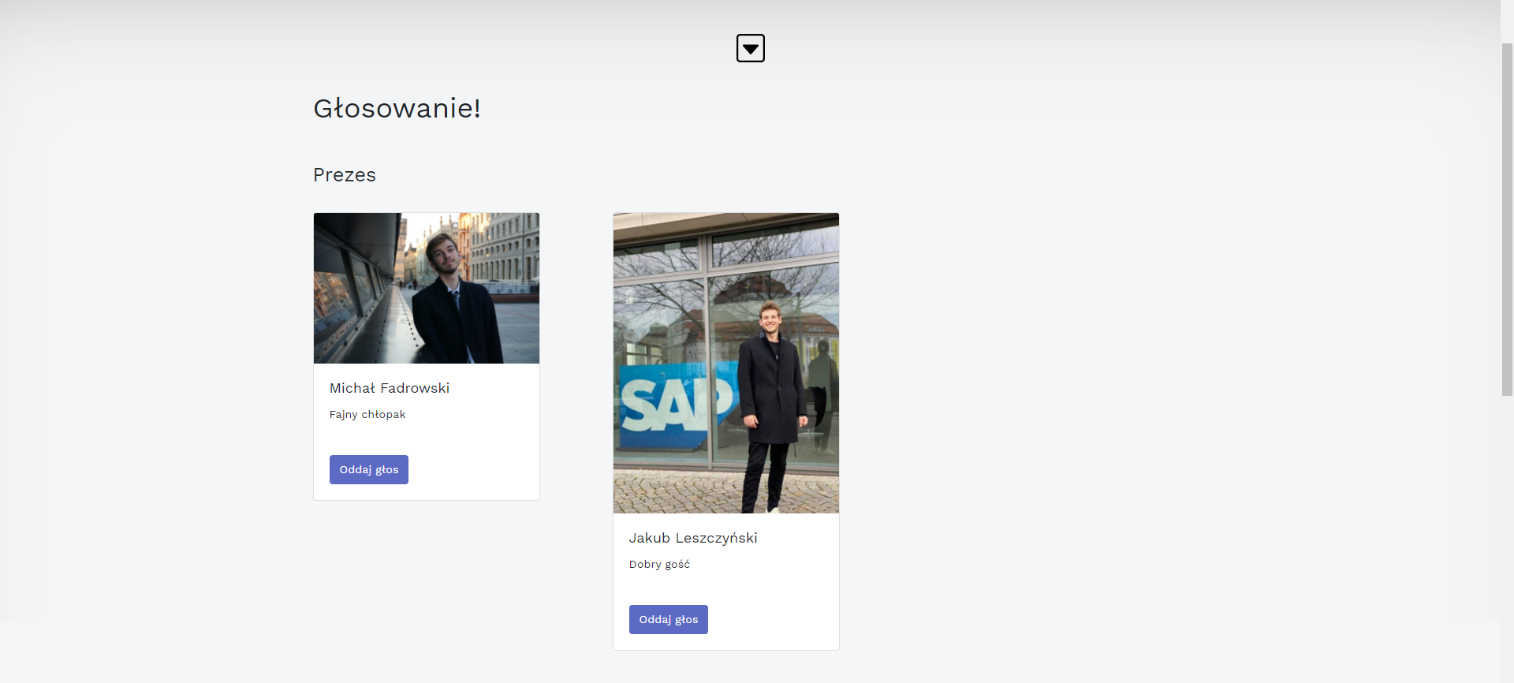 Głosowanie!
Prezes
Michał Fadrowski
Fajny chłopak
Oddaj głos
SAP
Jakub Leszczyński
Dobry gość
Oddaj głos